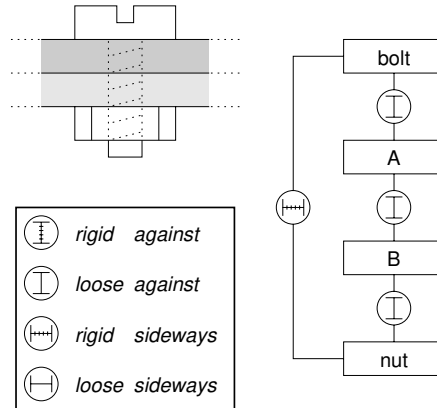 bolt
A
B
nut
rigid against
loose against
rigid sideways
loose sideways